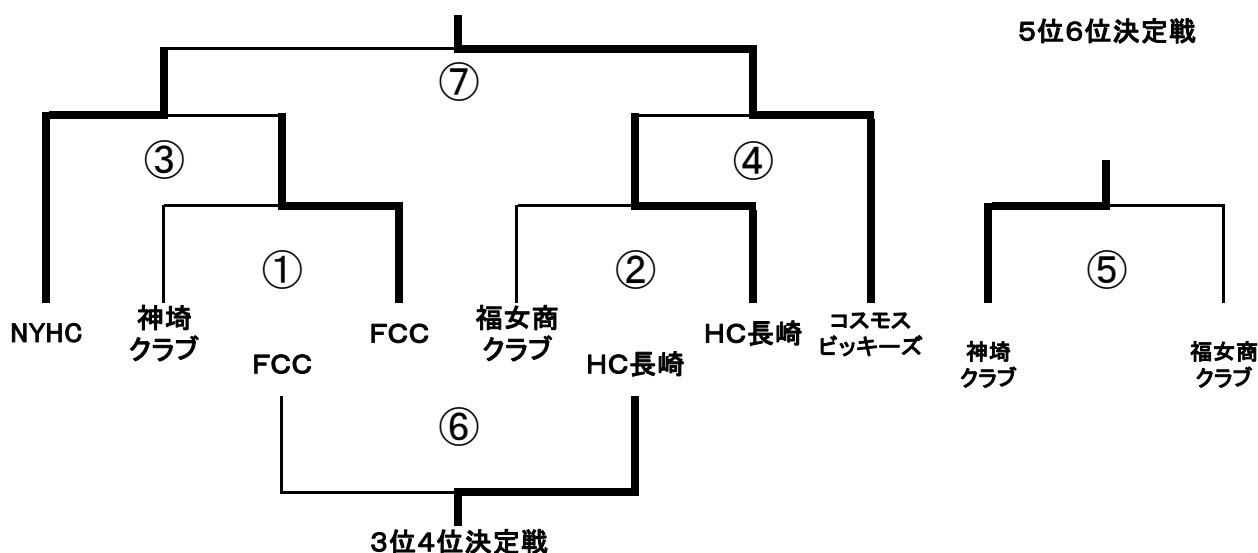 5位6位決定戦
⑦
③
④
①
②
⑤
NYHC
神埼
クラブ
FCC
福女商
クラブ
HC長崎
コスモス
ビッキーズ
神埼
クラブ
福女商
クラブ
FCC
HC長崎
⑥
3位4位決定戦